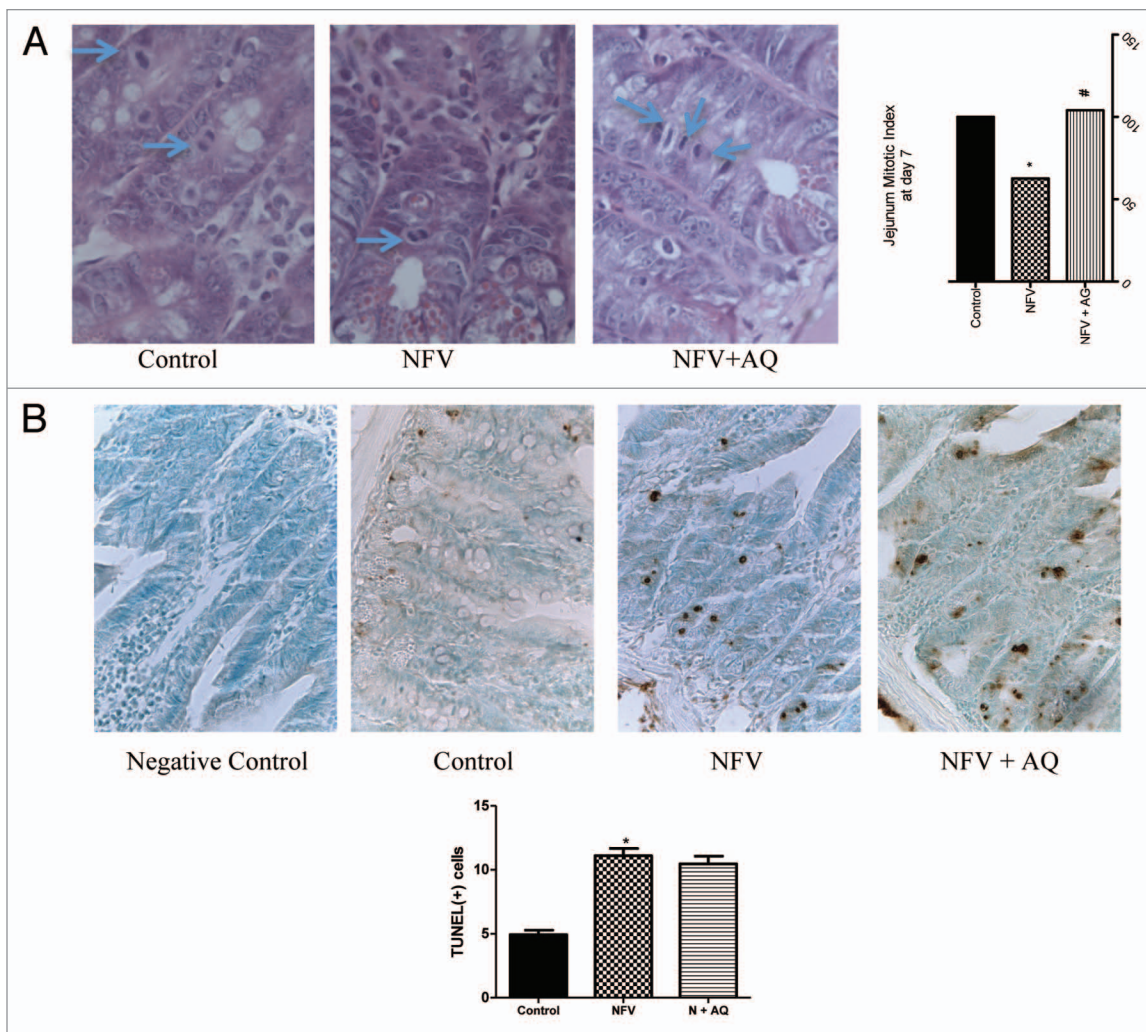 A
Control
NFV
NFV+AQ
Jejunum Mitotic Index
at day 7
150
100
50
0
Control
*
NFV
#
NFV + AG
B
Negative Control
Control
NFV
NFV + AQ
TUNEL(+) cells
15
10
5
0
*
Control
NFV
N + AQ